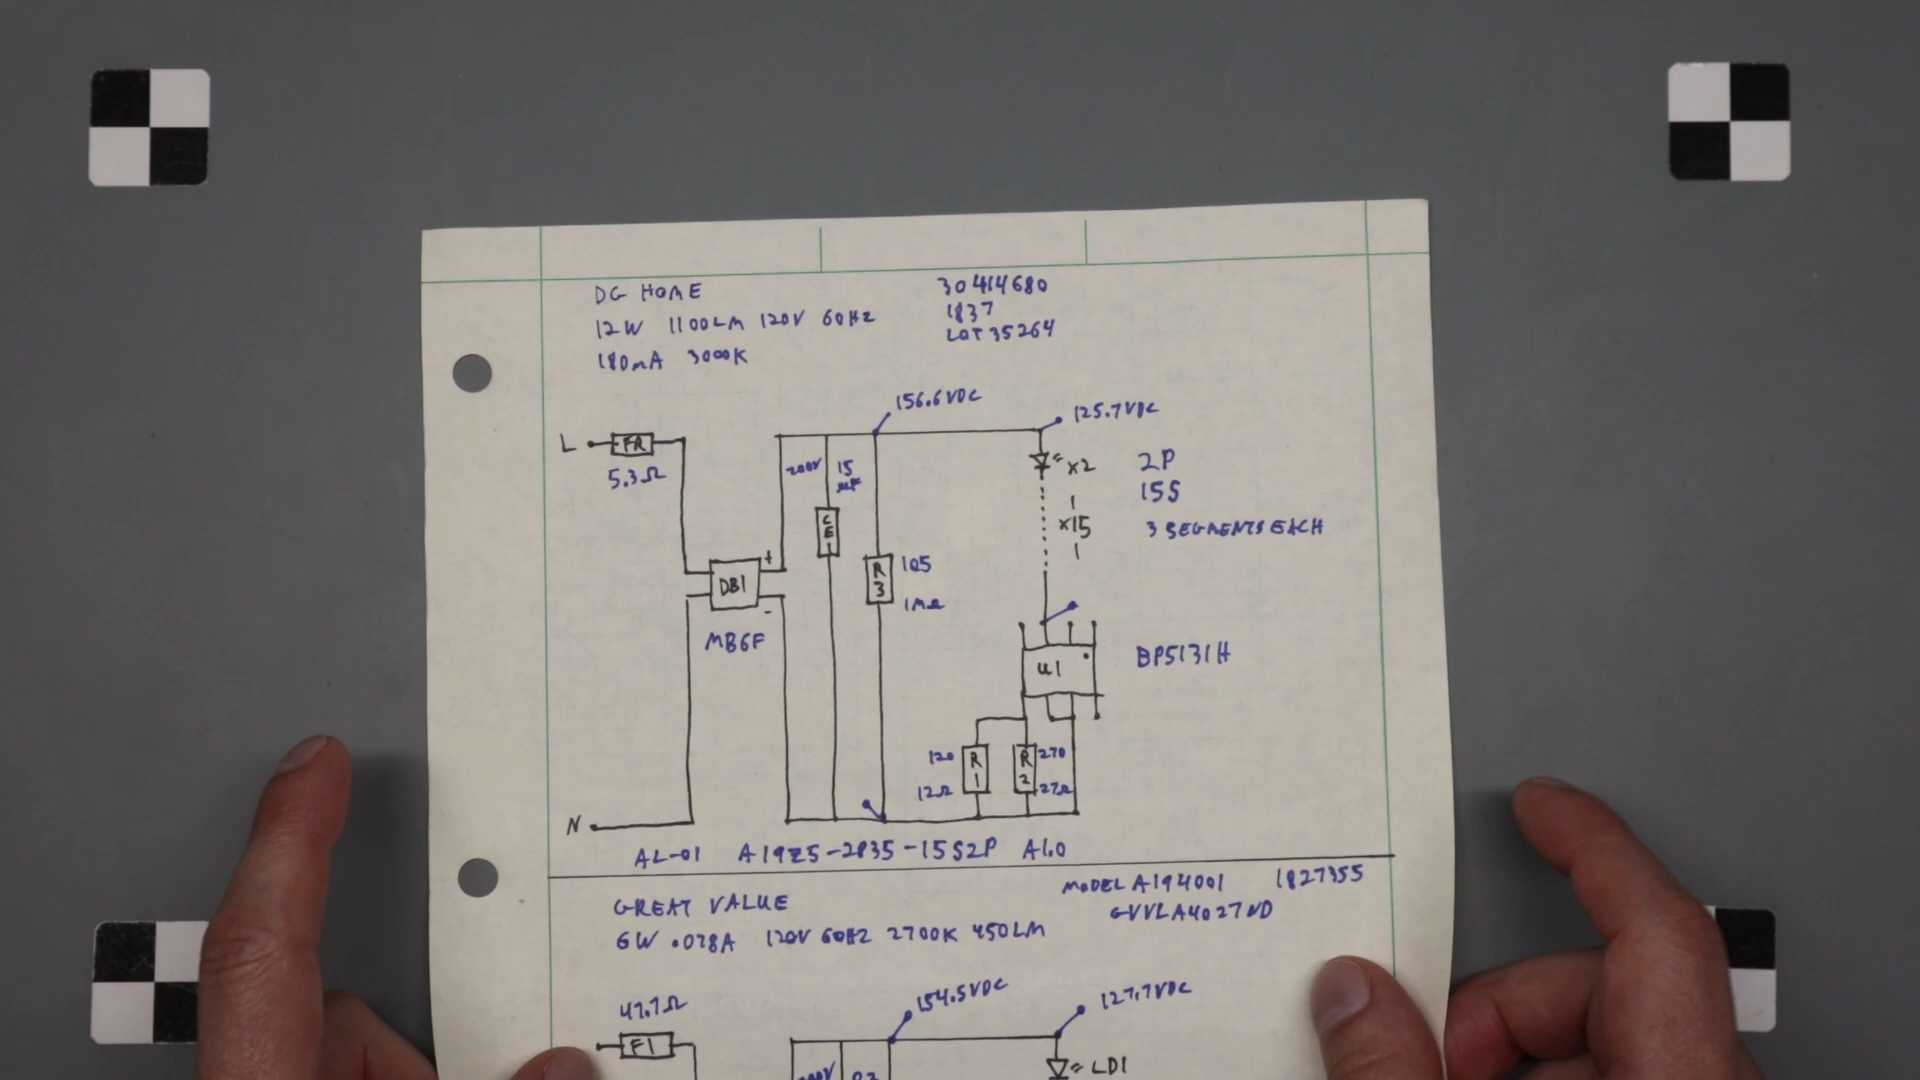 DG HOME
12W 1100LM 120V 60Hz
180mA 3000K
30414680
1837
LOT 35264
156.6VDC
125.7VDC
L
FR
5.3Ω
200V
15
µF
CE1
R3
105
1MΩ
x2
x15
2P
15S
3 SEGMENTS EACH
DB1
+
-
MB6F
U1
BP5131H
120
R1
12Ω
R2
270
27Ω
N
AL-01 A19Z5-2835-15S2P A1.0
GREAT VALUE
6W .078A 120V 60HZ 2700K 450LM
MODEL A194001 1827355
GVVLA4027ND
47.7Ω
F1
154.5VDC
127.7VDC
LD1